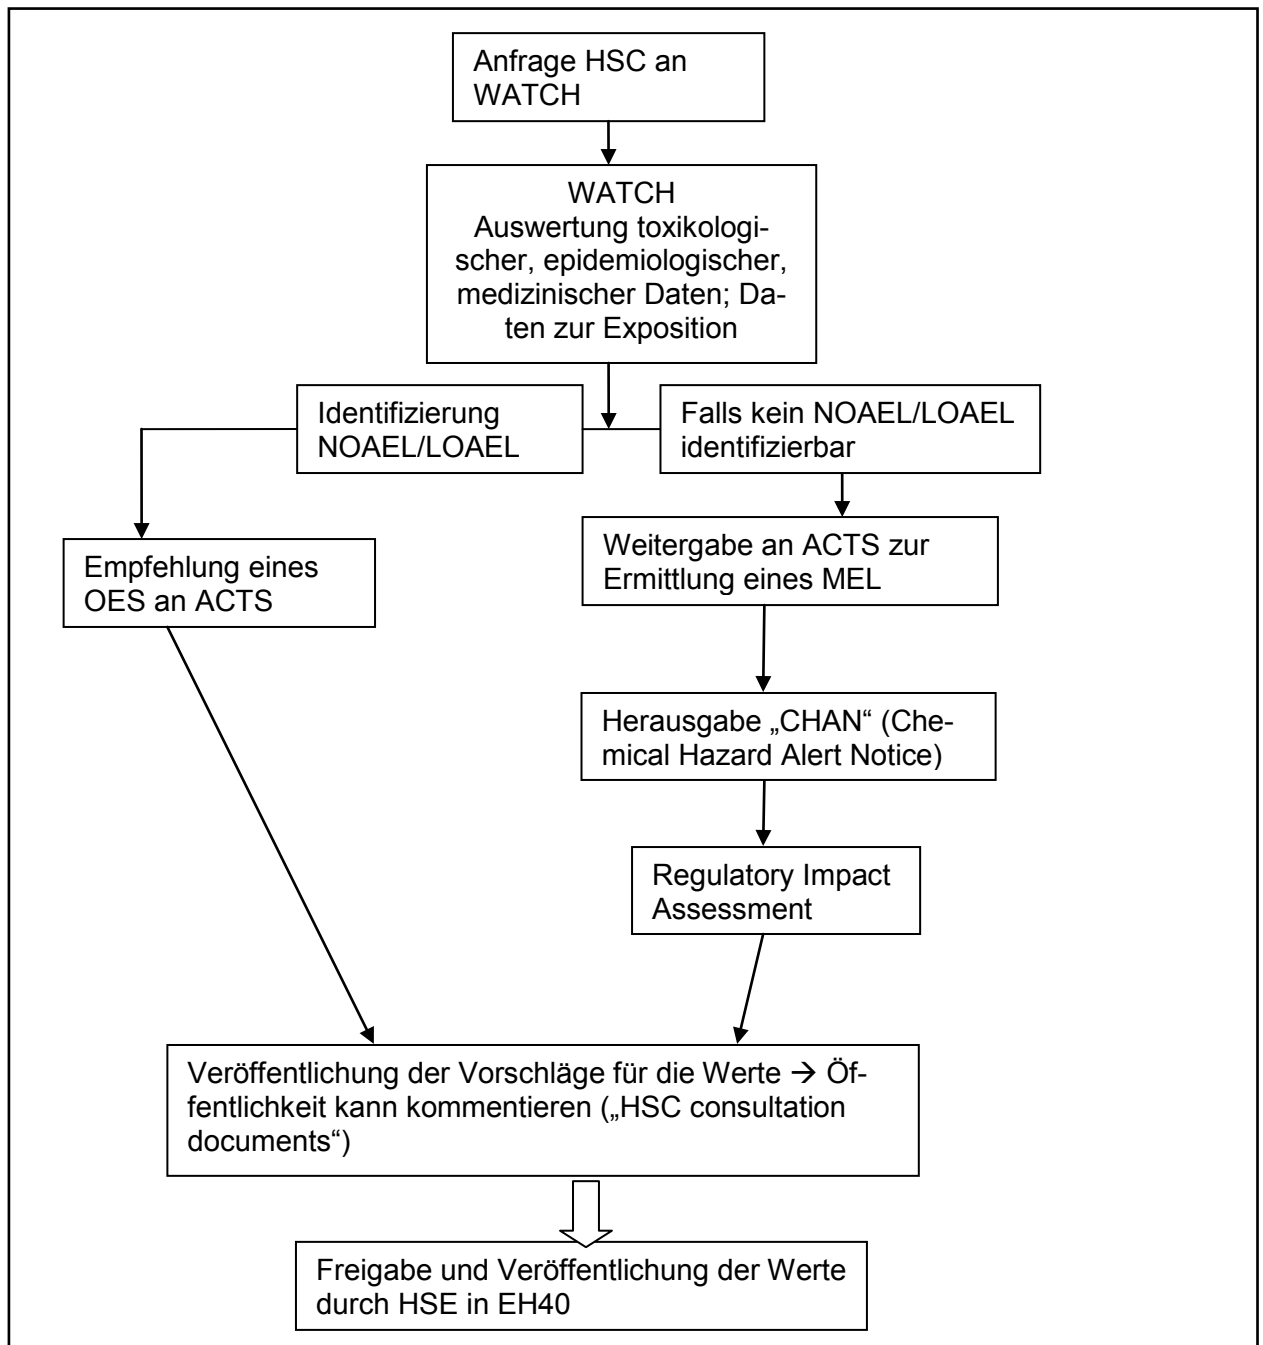 Anfrage HSC an
WATCH
WATCH
Auswertung toxikologi-
scher, epidemiologischer,
medizinischer Daten; Da-
ten zur Exposition
Identifizierung
NOAEL/LOAEL
Falls kein NOAEL/LOAEL
identifizierbar
Empfehlung eines
OES an ACTS
Weitergabe an ACTS zur
Ermittlung eines MEL
Herausgabe „CHAN“ (Che-
mical Hazard Alert Notice)
Regulatory Impact
Assessment
Veröffentlichung der Vorschläge für die Werte → Öf-
fentlichkeit kann kommentieren („HSC consultation
documents“)
Freigabe und Veröffentlichung der Werte
durch HSE in EH40